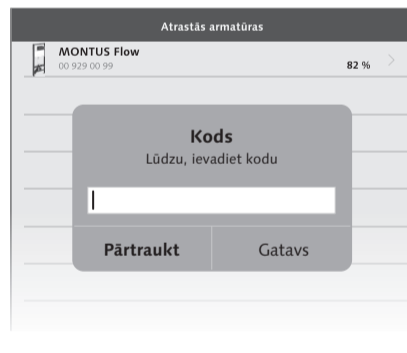 Atrastās armatūras
MONTUS Flow
00 929 00 99
82 %
Kods
Lūdzu, ievadiet kodu
Pārtraukt
Gatavs